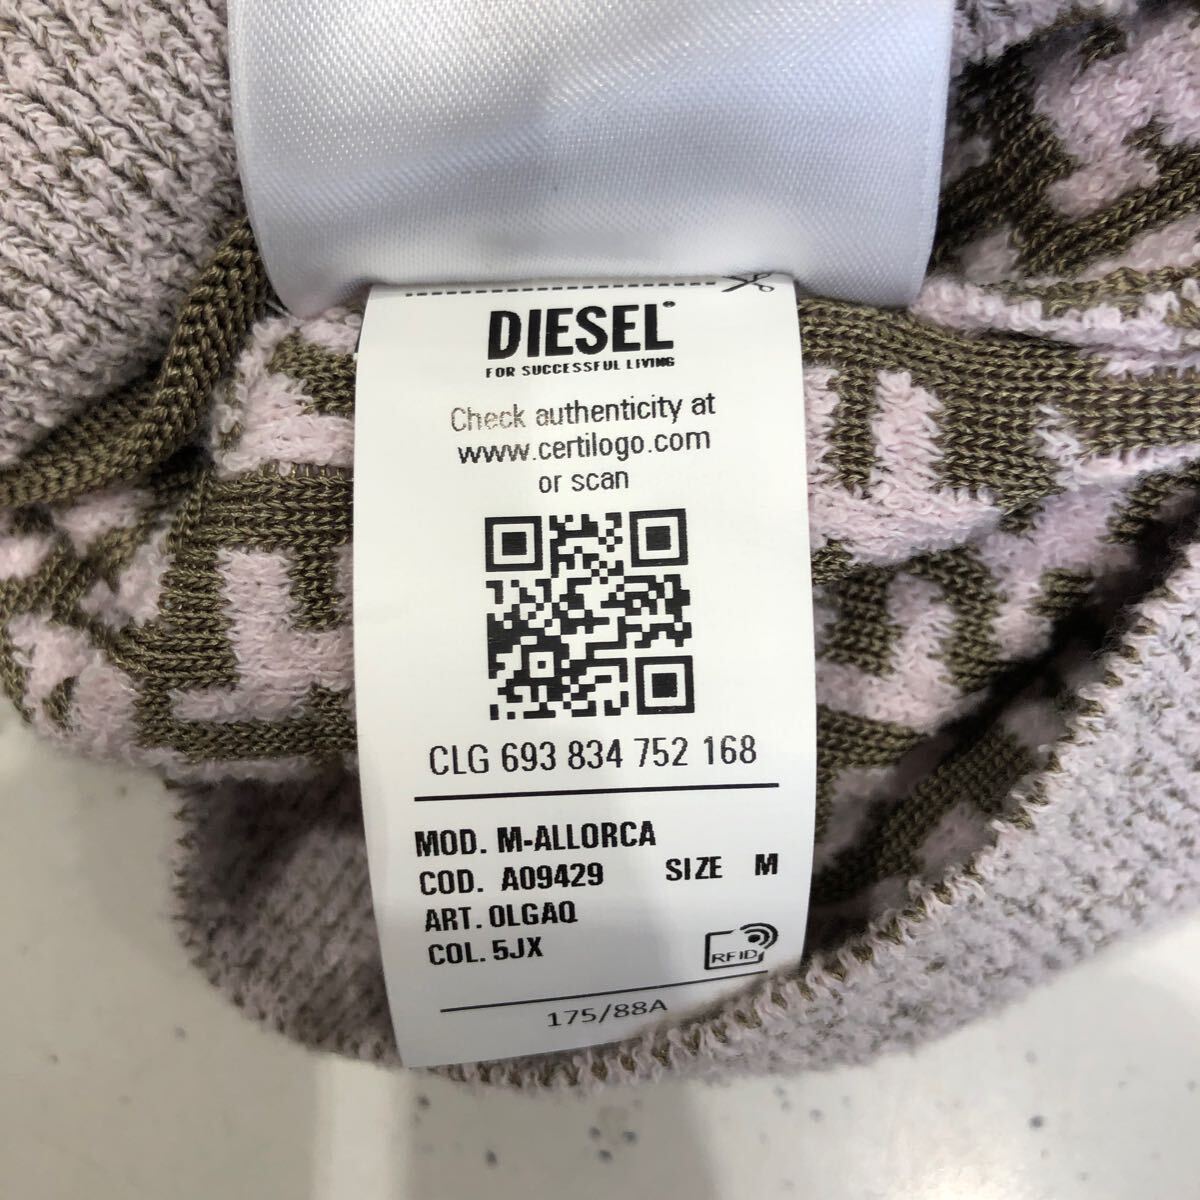 DIESEL®
FOR SUCCESSFUL LIVING
Check authenticity at
www.certilogo.com
or scan
CLG 693 834 752 168
MOD. M-ALLORCA
COD. A09429 SIZE M
ART. 0LGAQ
COL. 5JX
RFID
175/88A